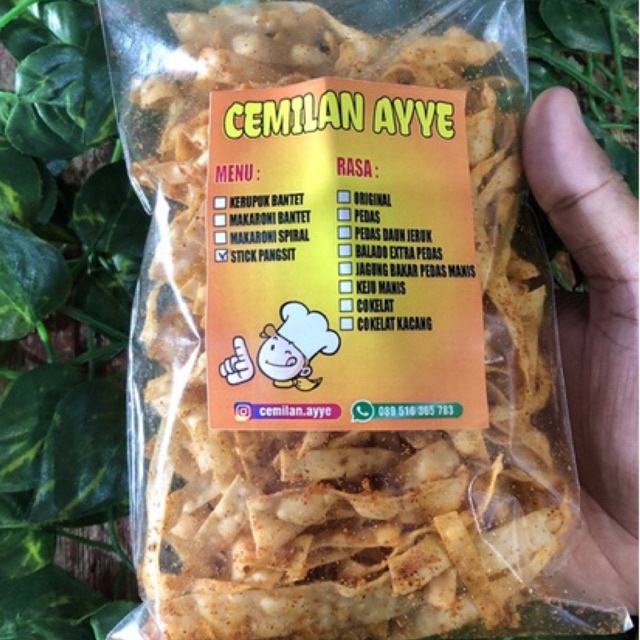 CEMILAN AYYE
MENU :
KERUPUK BANTET
MAKARONI BANTET
MAKARONI SPIRAL
STICK PANGSIT
RASA :
ORIGINAL
PEDAS
PEDAS DAUN JERUK
BALADO EXTRA PEDAS
JAGUNG BAKAR PEDAS MANIS
KEJU MANIS
COKELAT
COKELAT KACANG
cemilan.ayye
089 516 365 783